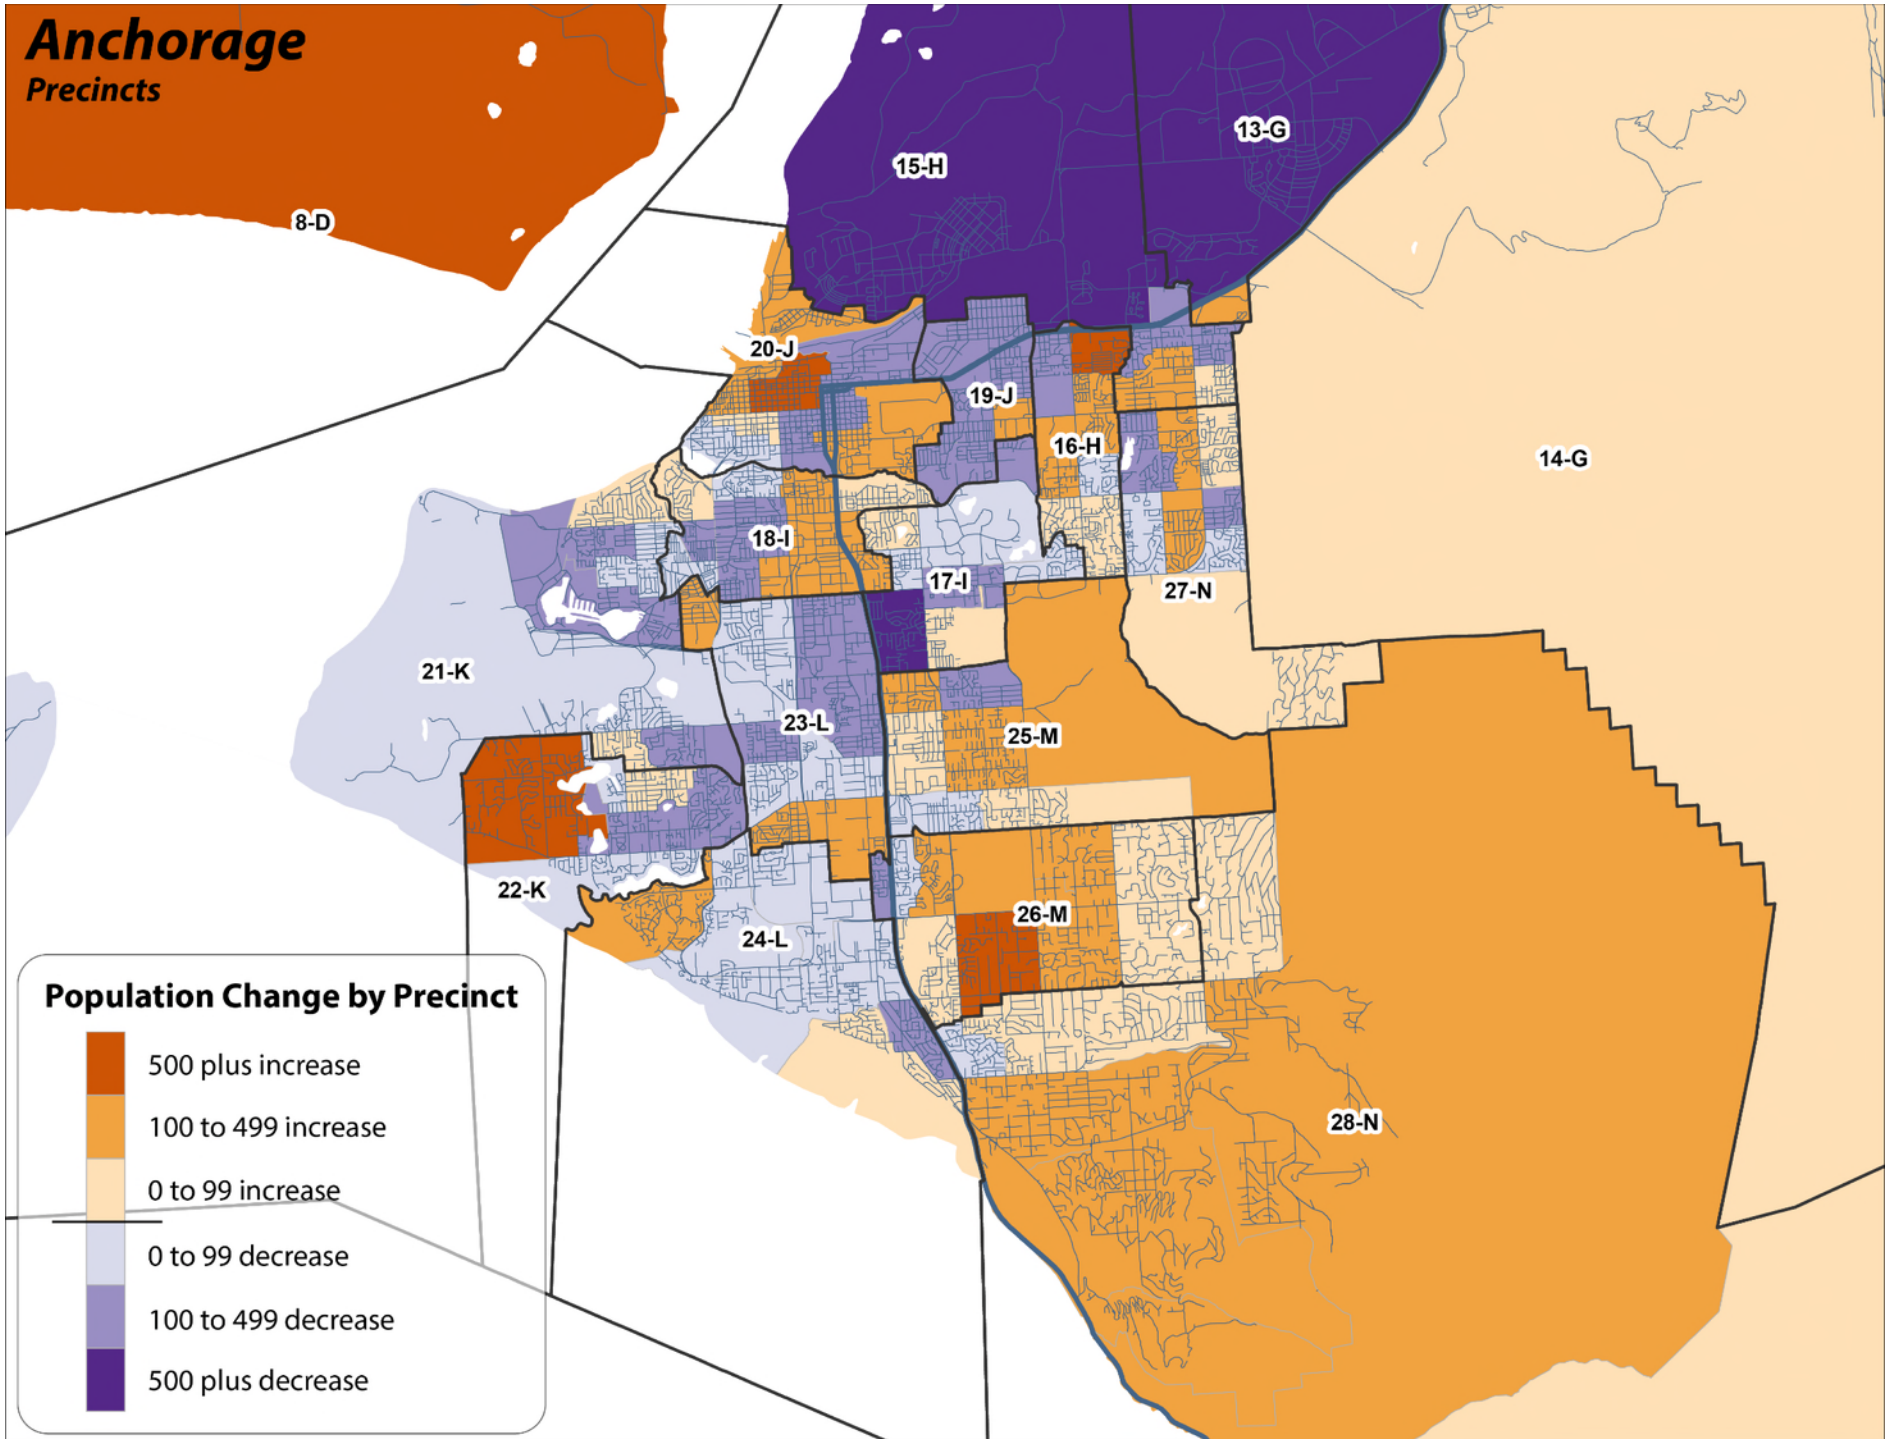 Anchorage
Precincts
13-G
15-H
8-D
20-J
19-J
16-H
14-G
18-I
17-I
27-N
21-K
23-L
25-M
22-K
26-M
24-L
28-N
Population Change by Precinct
500 plus increase
100 to 499 increase
0 to 99 increase
0 to 99 decrease
100 to 499 decrease
500 plus decrease